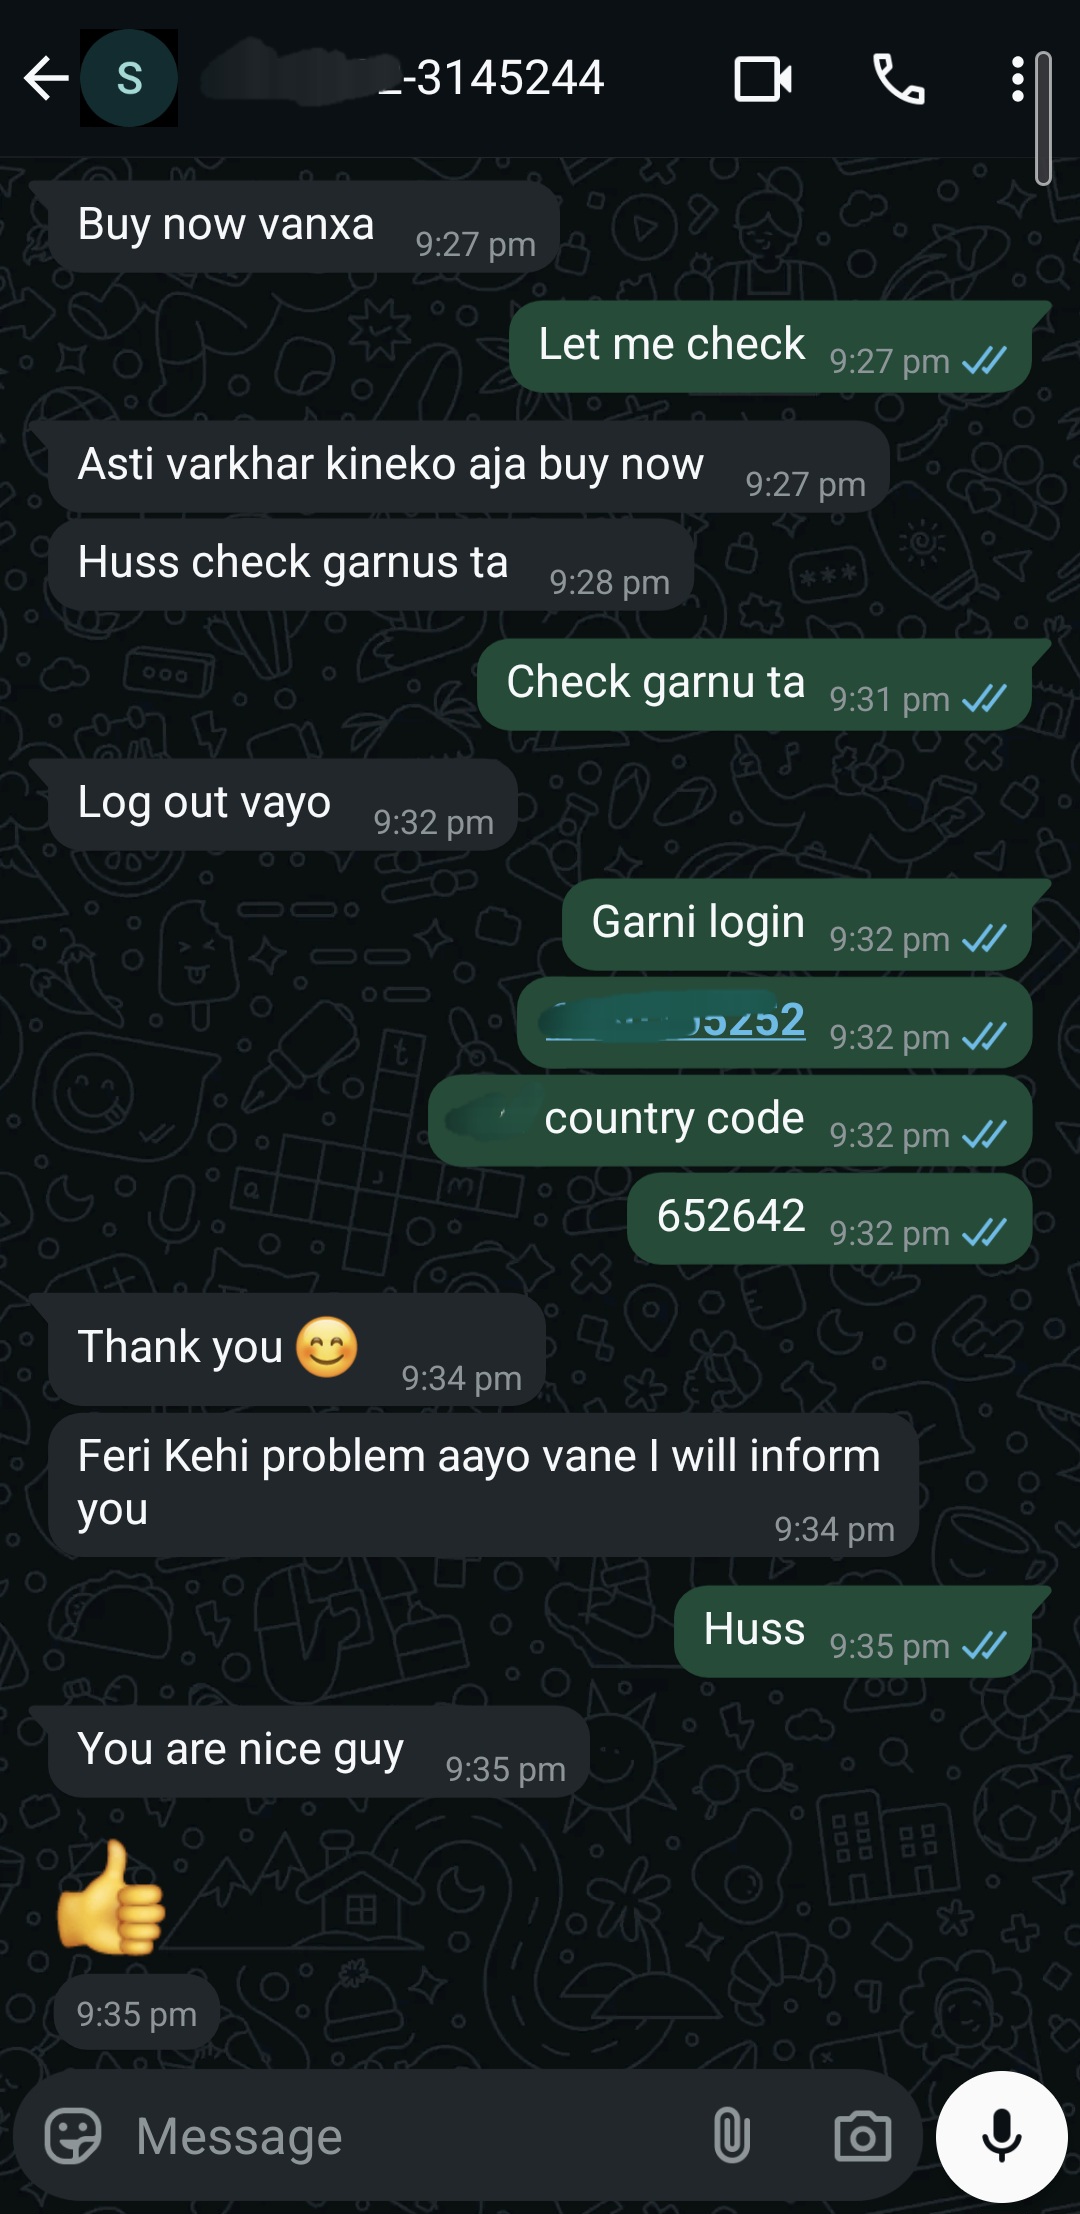 S
-3145244
Buy now vanxa
9:27 pm
Let me check
9:27 pm
Asti varkhar kineko aja buy now
9:27 pm
Huss check garnus ta
9:28 pm
Check garnu ta
9:31 pm
Log out vayo
9:32 pm
Garni login
9:32 pm
5252
9:32 pm
country code
9:32 pm
652642
9:32 pm
Thank you 😊
9:34 pm
Feri Kehi problem aayo vane I will inform
you
9:34 pm
Huss
9:35 pm
You are nice guy
9:35 pm
👍
9:35 pm
Message